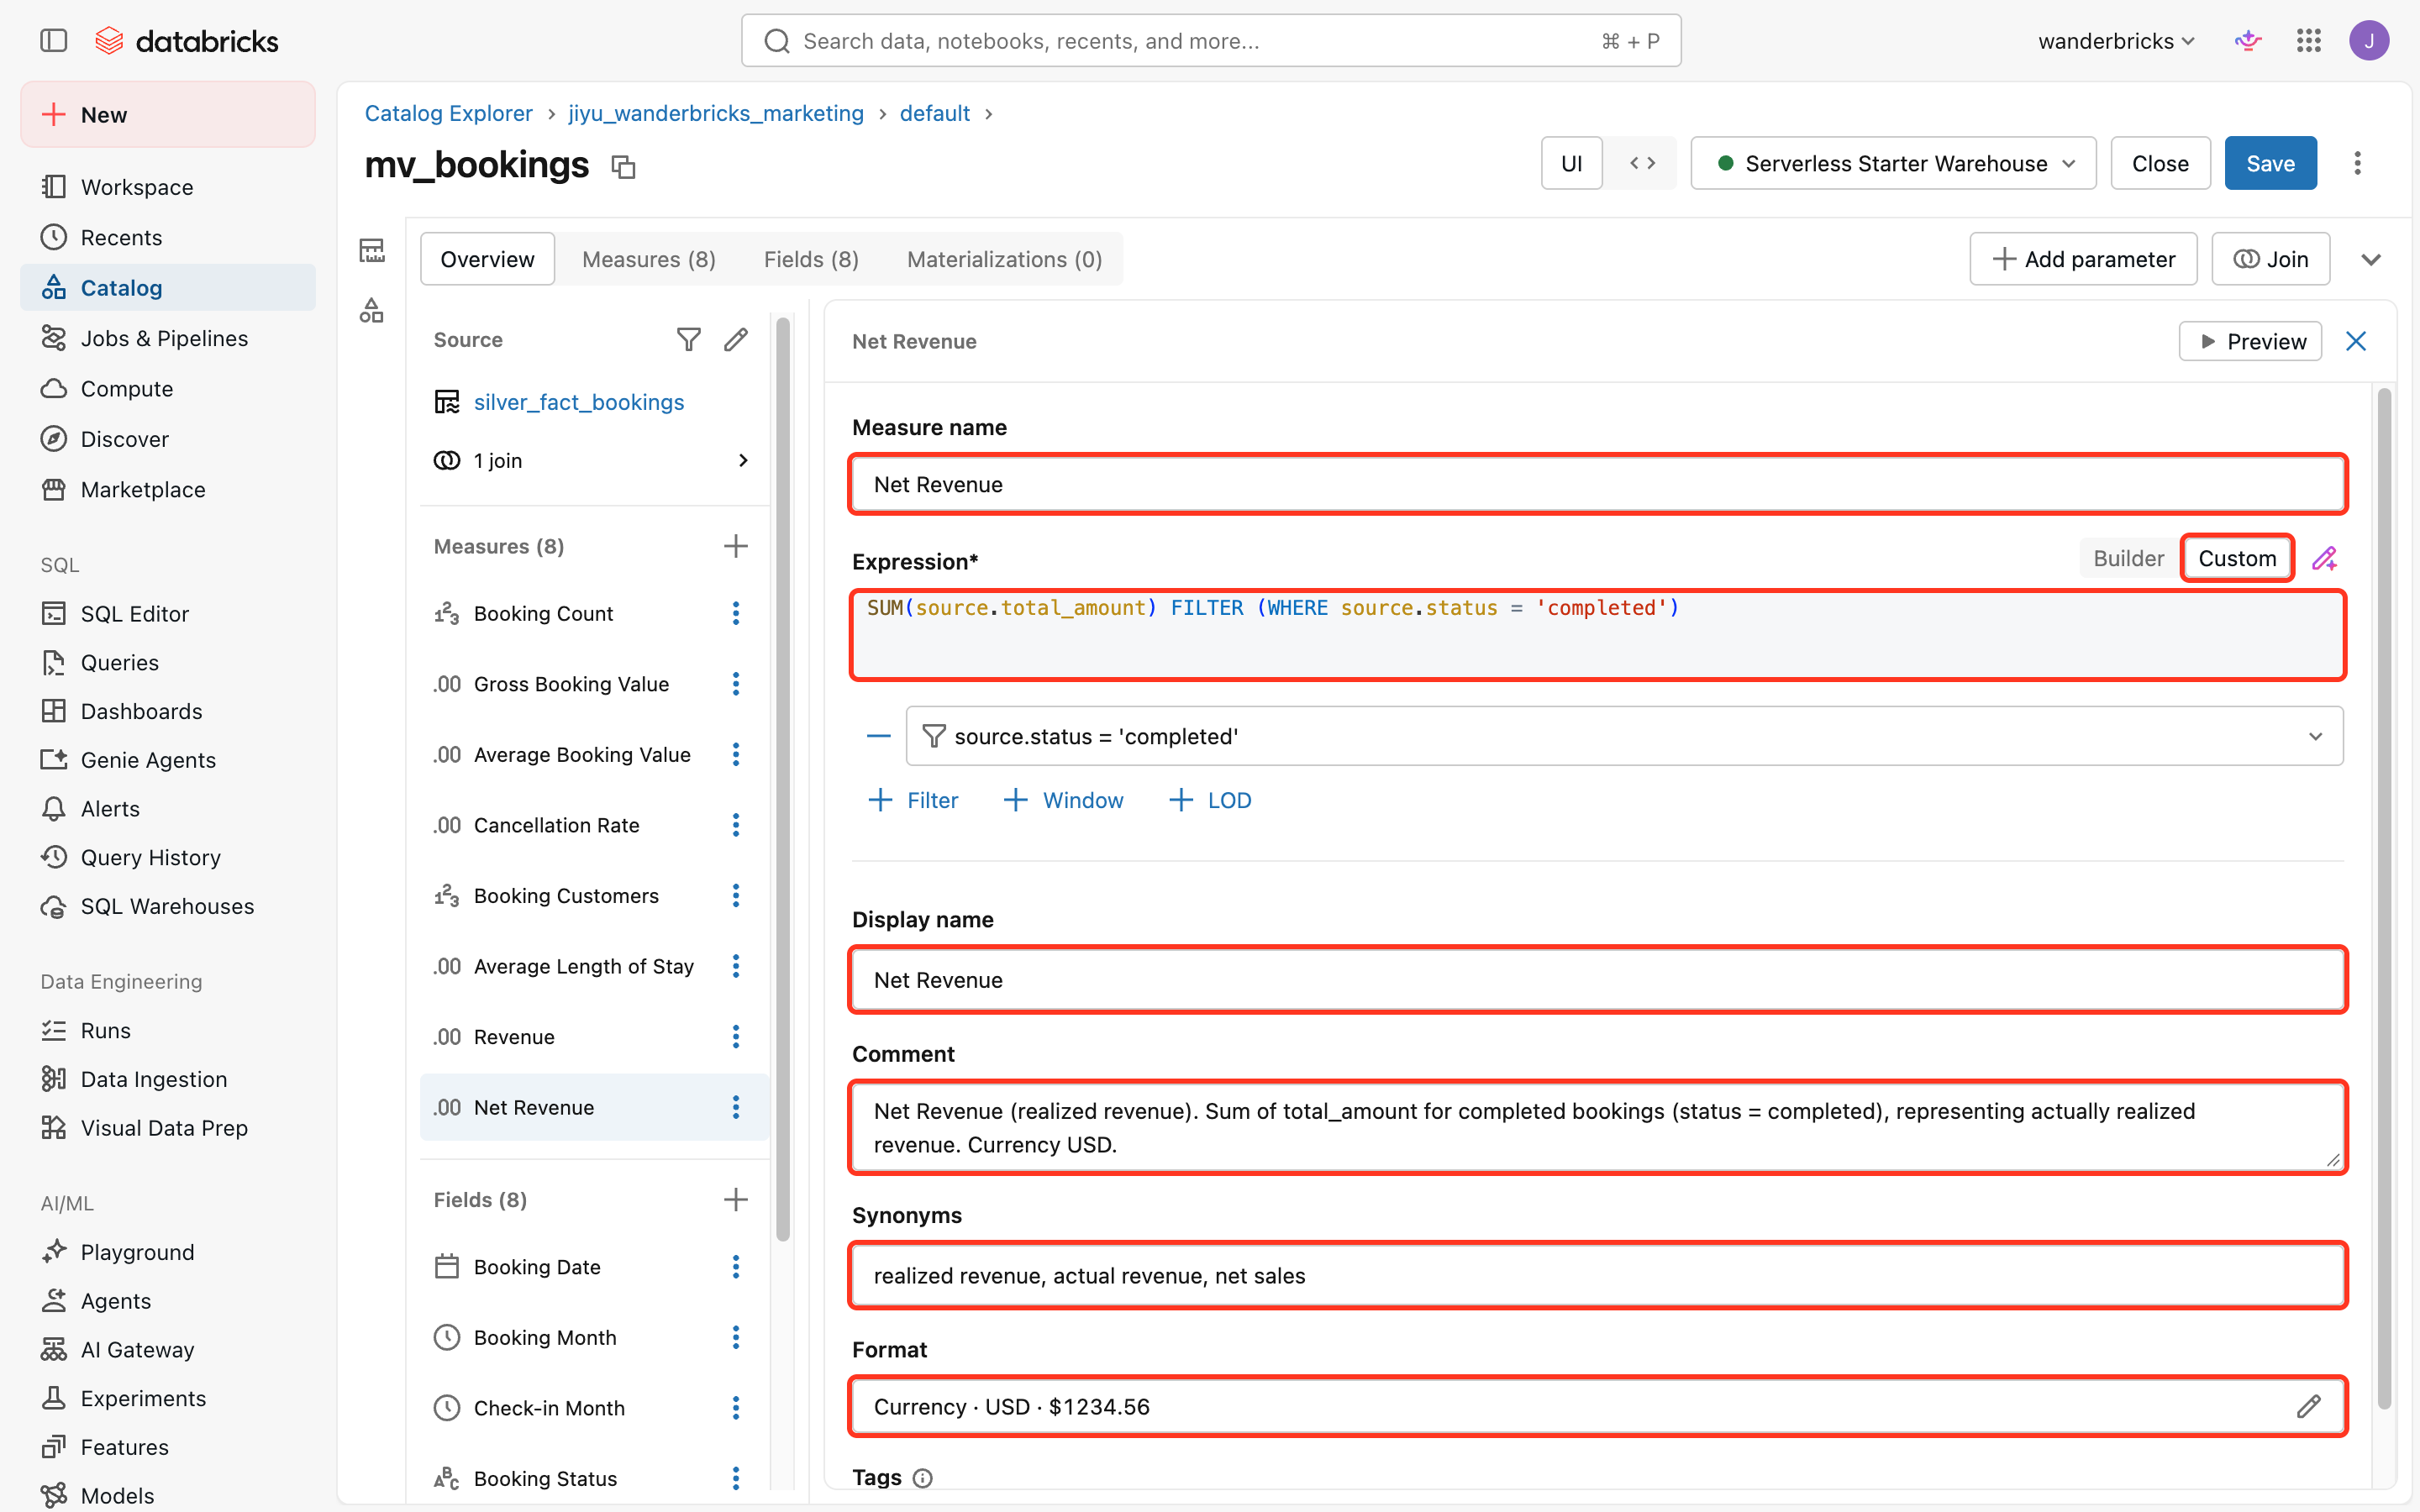 databricks
Search data, notebooks, recents, and more...
⌘ + P
wanderbricks
J
New
Workspace
Recents
Catalog
Jobs & Pipelines
Compute
Discover
Marketplace
SQL
SQL Editor
Queries
Dashboards
Genie Agents
Alerts
Query History
SQL Warehouses
Data Engineering
Runs
Data Ingestion
Visual Data Prep
AI/ML
Playground
Agents
AI Gateway
Experiments
Features
Models
Catalog Explorer › jiyu_wanderbricks_marketing › default ›
mv_bookings
UI
Serverless Starter Warehouse
Close
Save
Overview
Measures (8)
Fields (8)
Materializations (0)
Add parameter
Join
Source
silver_fact_bookings
1 join
Measures (8)
Booking Count
.00 Gross Booking Value
.00 Average Booking Value
.00 Cancellation Rate
Booking Customers
.00 Average Length of Stay
.00 Revenue
.00 Net Revenue
Fields (8)
Booking Date
Booking Month
Check-in Month
Booking Status
Net Revenue
Preview
Measure name
Net Revenue
Expression*
Builder
Custom
SUM(source.total_amount) FILTER (WHERE source.status = 'completed')
source.status = 'completed'
Filter
Window
LOD
Display name
Net Revenue
Comment
Net Revenue (realized revenue). Sum of total_amount for completed bookings (status = completed), representing actually realized
revenue. Currency USD.
Synonyms
realized revenue, actual revenue, net sales
Format
Currency · USD · $1234.56
Tags